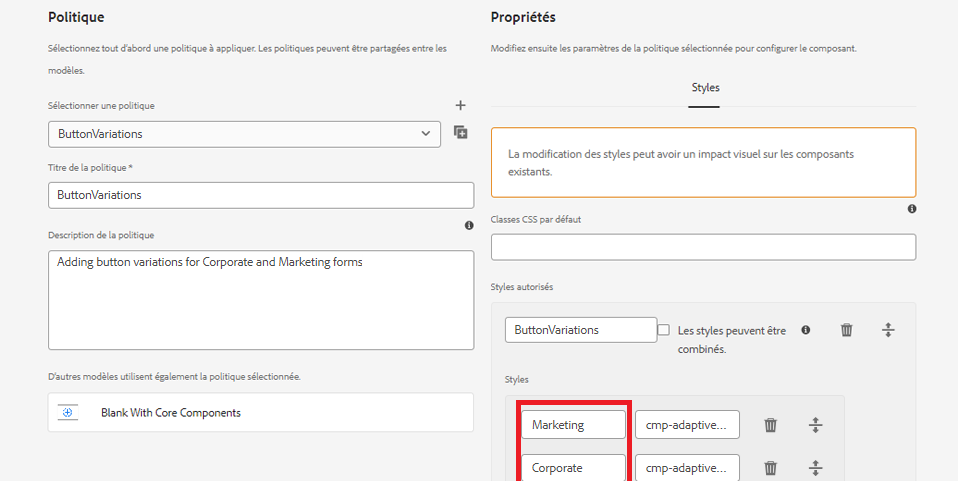 Politique
Sélectionnez tout d'abord une politique à appliquer. Les politiques peuvent être partagées entre les
modèles.
Sélectionner une politique
ButtonVariations
Titre de la politique *
ButtonVariations
Description de la politique
Adding button variations for Corporate and Marketing forms
D'autres modèles utilisent également la politique sélectionnée.
Blank With Core Components
Propriétés
Modifiez ensuite les paramètres de la politique sélectionnée pour configurer le composant.
Styles
La modification des styles peut avoir un impact visuel sur les composants
existants.
Classes CSS par défaut
Styles autorisés
ButtonVariations
Les styles peuvent être
combinés.
Styles
Marketing
cmp-adaptive...
Corporate
cmp-adaptive...